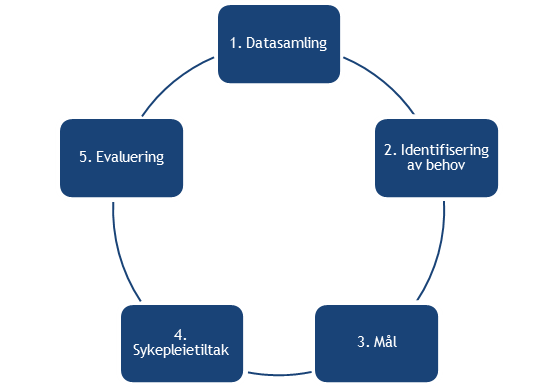 1. Datasamling
2. Identifisering
av behov
3. Mål
4.
Sykepleietiltak
5. Evaluering